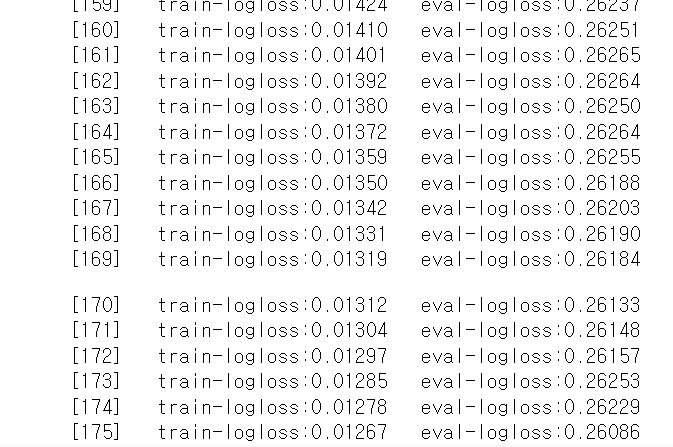 [159] train-logloss:0.01424 eval-logloss:0.26237
[160] train-logloss:0.01410 eval-logloss:0.26251
[161] train-logloss:0.01401 eval-logloss:0.26265
[162] train-logloss:0.01392 eval-logloss:0.26264
[163] train-logloss:0.01380 eval-logloss:0.26250
[164] train-logloss:0.01372 eval-logloss:0.26264
[165] train-logloss:0.01359 eval-logloss:0.26255
[166] train-logloss:0.01350 eval-logloss:0.26188
[167] train-logloss:0.01342 eval-logloss:0.26203
[168] train-logloss:0.01331 eval-logloss:0.26190
[169] train-logloss:0.01319 eval-logloss:0.26184
[170] train-logloss:0.01312 eval-logloss:0.26133
[171] train-logloss:0.01304 eval-logloss:0.26148
[172] train-logloss:0.01297 eval-logloss:0.26157
[173] train-logloss:0.01285 eval-logloss:0.26253
[174] train-logloss:0.01278 eval-logloss:0.26229
[175] train-logloss:0.01267 eval-logloss:0.26086